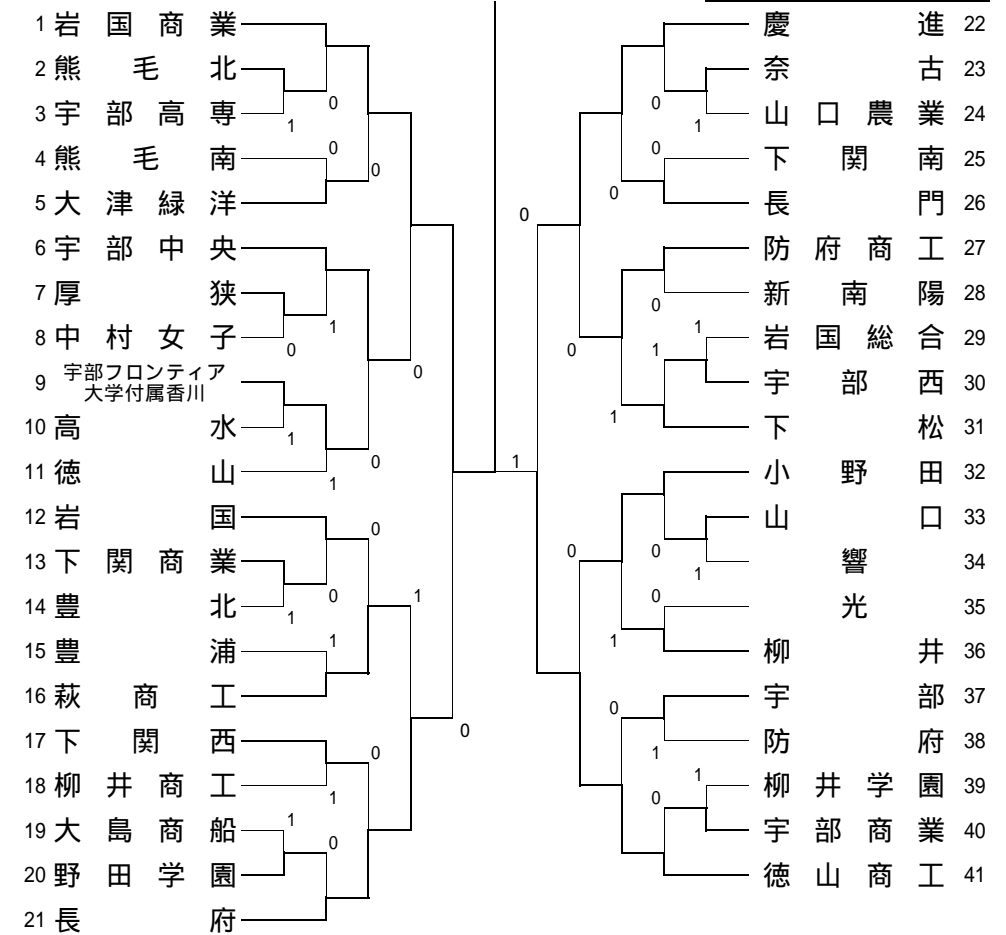 1 岩国商業
2 熊毛北
3 宇部高専
4 熊毛南
5 大津緑洋
6 宇部中央
7 厚狭
8 中村女子
9 宇部フロンティア
大学付属香川
10 高水
11 徳山
12 岩国
13 下関商業
14 豊北
15 豊浦
16 萩商工
17 下関西
18 柳井商工
19 大島商船
20 野田学園
21 長府
0
1
0
0
1
0
0
1
0
1
0
0
1
1
1
0
1
1
0
0
0
1
慶進 22
奈古 23
山口農業 24
下関南 25
長門 26
防府商工 27
新南陽 28
岩国総合 29
宇部西 30
下松 31
小野田 32
山口 33
響 34
光 35
柳井 36
宇部 37
防府 38
柳井学園 39
宇部商業 40
徳山商工 41
0
1
0
0
0
0
1
0
1
1
0
0
1
0
1
0
1
1
0